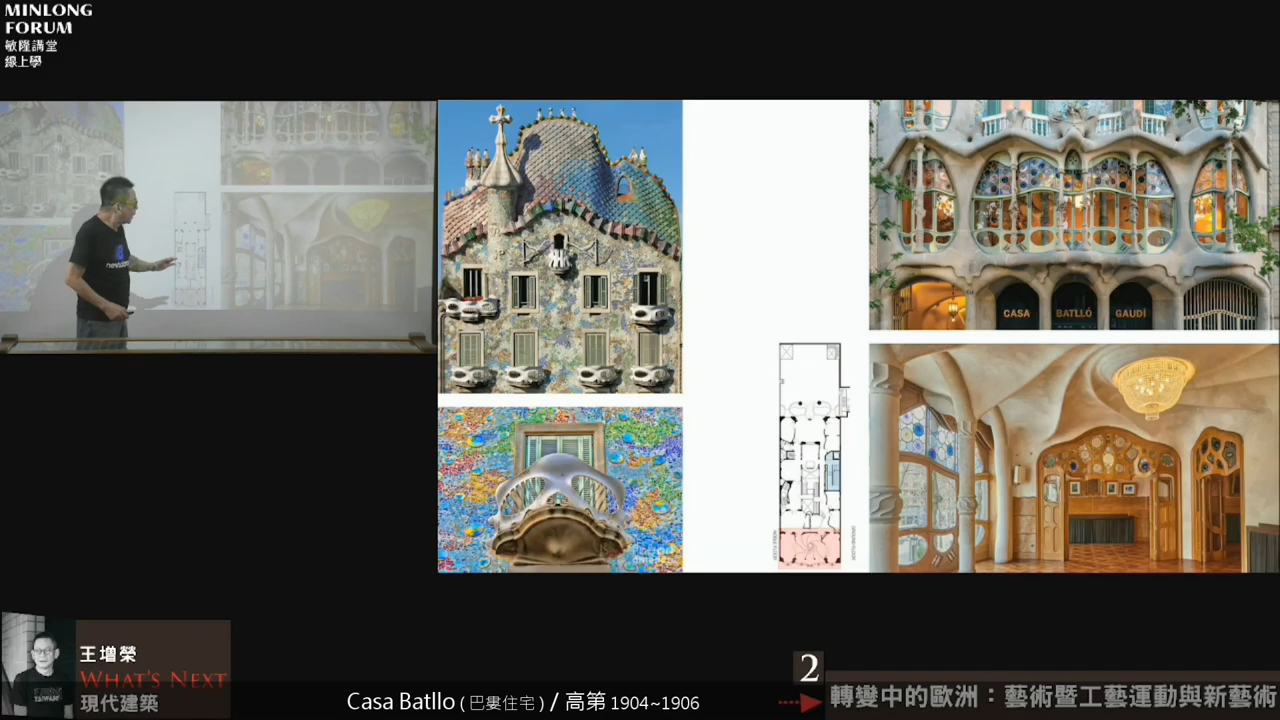 MINLONG
FORUM
敏隆講堂
線上學
CASA
BATLLÓ
GAUDÍ
王增榮
WHAT'S NEXT
現代建築
Casa Batllo ( 巴婁住宅 ) / 高第 1904~1906
2
轉變中的歐洲：藝術暨工藝運動與新藝術